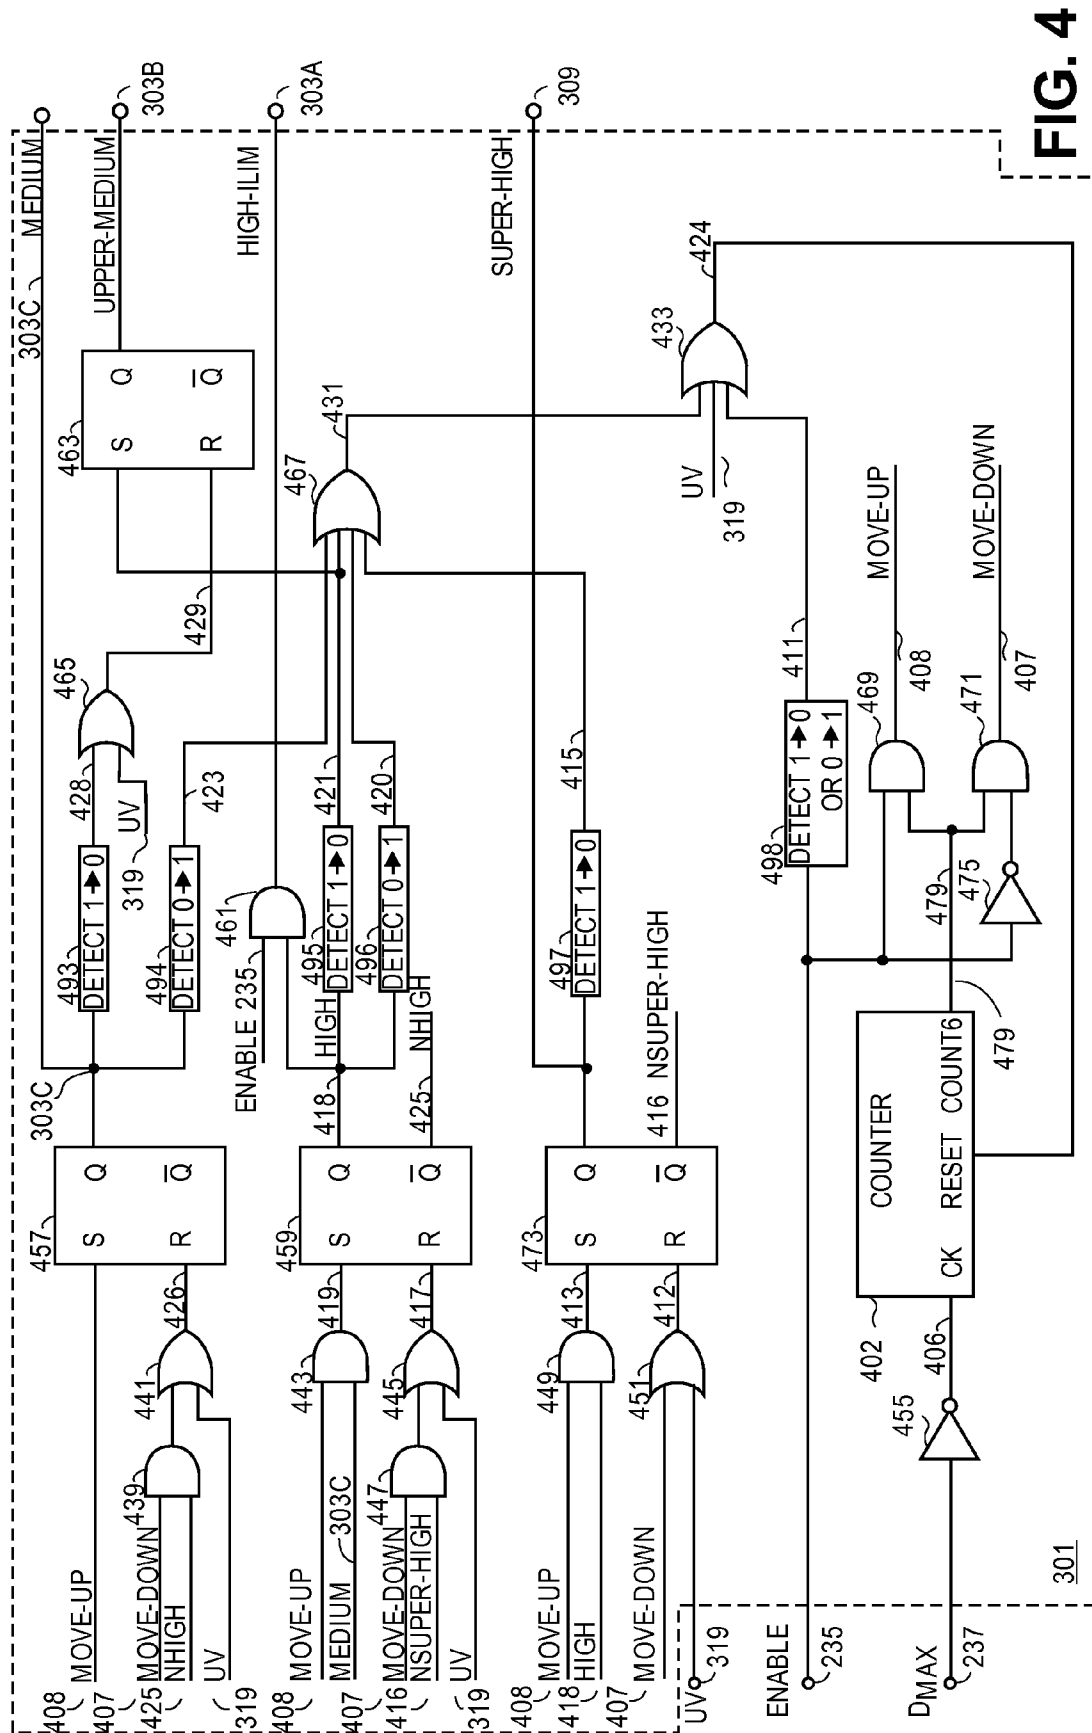 FIG. 4
301
MEDIUM
303C
UPPER-MEDIUM
303B
HIGH-ILIM
303A
SUPER-HIGH
309
408
MOVE-UP
407
MOVE-DOWN
425
NHIGH
319
UV
439
441
426
457
S
Q
R
Q
303C
493
DETECT 1→0
428
319
UV
465
494
DETECT 0→1
423
429
463
S
Q
R
Q
408
MOVE-UP
MEDIUM
303C
407
MOVE-DOWN
416
NSUPER-HIGH
319
UV
443
419
447
445
417
459
S
Q
R
Q
418
HIGH
425
NHIGH
ENABLE 235
461
495
DETECT 1→0
421
496
DETECT 0→1
420
467
431
408
MOVE-UP
418
HIGH
407
MOVE-DOWN
UV
319
449
413
451
412
473
S
Q
R
Q
416 NSUPER-HIGH
497
DETECT 1→0
415
UV
319
433
424
ENABLE
235
498
DETECT 1→0
OR 0→1
411
469
MOVE-UP
408
471
MOVE-DOWN
407
475
479
479
DMAX
237
455
406
402
COUNTER
CK
RESET
COUNT6